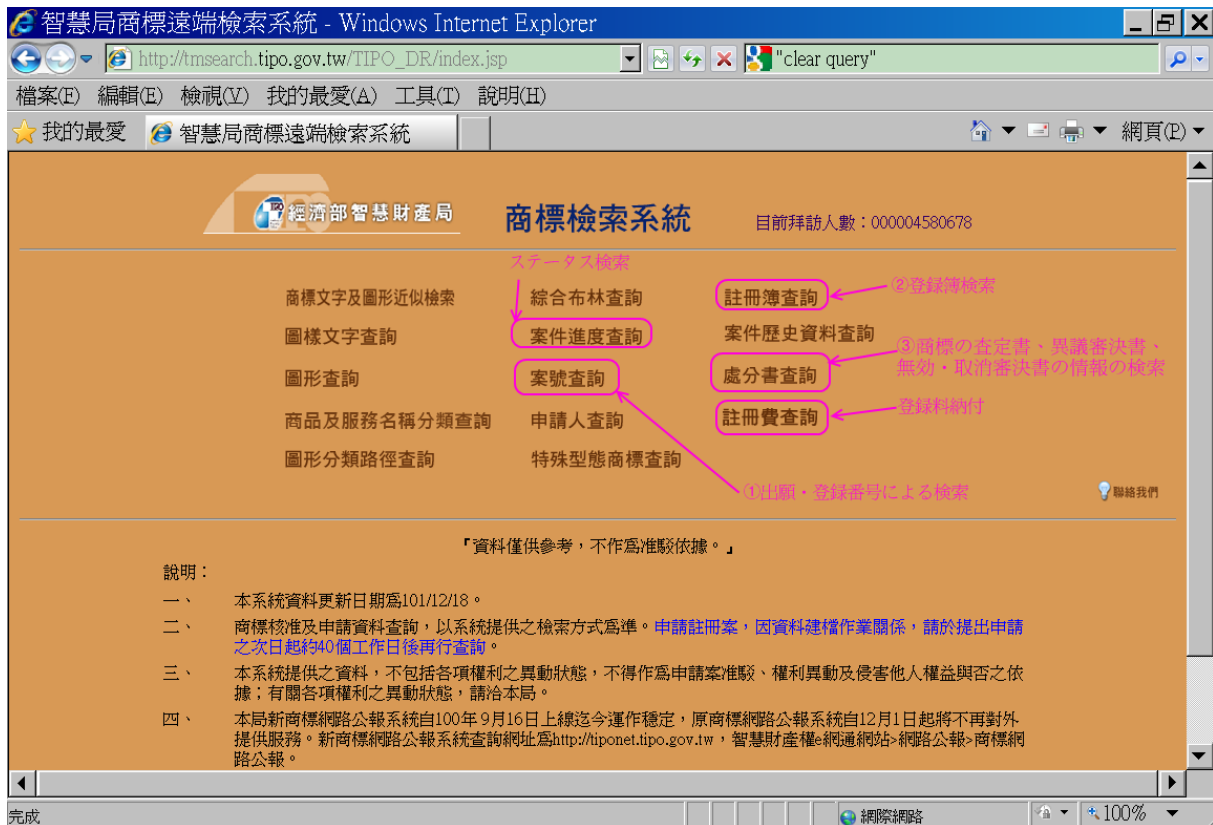 智慧局商標遠端檢索系統 - Windows Internet Explorer
http://tmsearch.tipo.gov.tw/TIPO_DR/index.jsp
"clear query"
檔案(F) 編輯(E) 檢視(V) 我的最愛(A) 工具(T) 說明(H)
我的最愛 智慧局商標遠端檢索系統 網頁(P)
經濟部智慧財產局 商標檢索系統 目前拜訪人數：000004580678
ステータス検索
商標文字及圖形近似檢索 綜合布林查詢 註冊簿查詢 ②登録簿検索
圖樣文字查詢 案件進度查詢 案件歷史資料查詢
③商標の査定書、異議審決書、
無効・取消審決書の情報の検索
圖形查詢 案號查詢 處分書查詢
商品及服務名稱分類查詢 申請人查詢 註冊費查詢 登録料納付
圖形分類路徑查詢 特殊型態商標查詢
①出願・登録番号による検索 聯絡我們
「資料僅供參考，不作為准駁依據。」
說明：
一、 本系統資料更新日期為101/12/18。
二、 商標核准及申請資料查詢，以系統提供之檢索方式為準。申請註冊案，因資料建檔作業關係，請於提出申請
之次日起約40個工作日後再行查詢。
三、 本系統提供之資料，不包括各項權利之異動狀態，不得作為申請案准駁、權利異動及侵害他人權益與否之依
據；有關各項權利之異動狀態，請洽本局。
四、 本局新商標網路公報系統自100年9月16日上線迄今運作穩定，原商標網路公報系統自12月1日起將不再對外
提供服務。新商標網路公報系統查詢網址為http://tiponet.tipo.gov.tw，智慧財產權e網通網站>網路公報>商標網
路公報。
完成 網際網路 100%